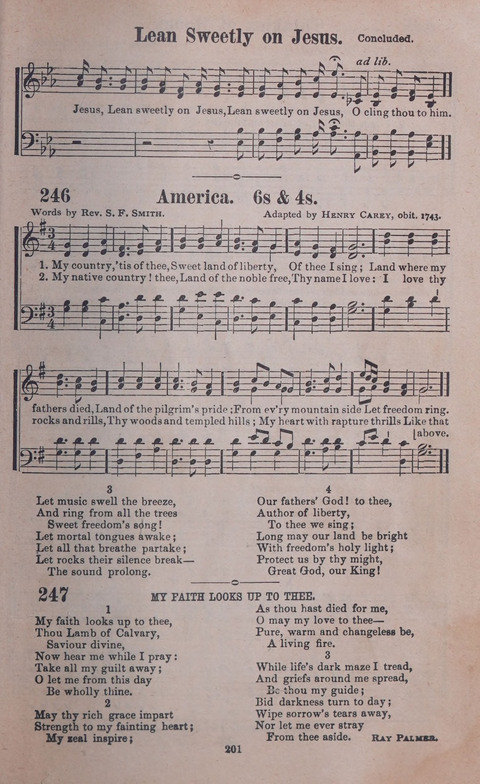 Lean Sweetly on Jesus. Concluded.
ad lib.
Jesus, Lean sweetly on Jesus, Lean sweetly on Jesus, O cling thou to him.
246 America. 6s & 4s.
Words by Rev. S. F. Smith. Adapted by Henry Carey, obit. 1743.
1. My country, 'tis of thee, Sweet land of liberty, Of thee I sing; Land where my
2. My native country! thee, Land of the noble free, Thy name I love: I love thy
fathers died, Land of the pilgrim's pride; From ev'ry mountain side Let freedom ring.
rocks and rills, Thy woods and templed hills; My heart with rapture thrills Like that
[above.
3
Let music swell the breeze,
And ring from all the trees
Sweet freedom's song!
Let mortal tongues awake;
Let all that breathe partake;
Let rocks their silence break—
The sound prolong.
4
Our fathers' God! to thee,
Author of liberty,
To thee we sing;
Long may our land be bright
With freedom's holy light;
Protect us by thy might,
Great God, our King!
247 MY FAITH LOOKS UP TO THEE.
1
My faith looks up to thee,
Thou Lamb of Calvary,
Saviour divine,
Now hear me while I pray:
Take all my guilt away;
O let me from this day
Be wholly thine.
2
May thy rich grace impart
Strength to my fainting heart;
My zeal inspire;
As thou hast died for me,
O may my love to thee—
Pure, warm and changeless be,
A living fire.
3
While life's dark maze I tread,
And griefs around me spread,
Be thou my guide;
Bid darkness turn to day;
Wipe sorrow's tears away,
Nor let me ever stray
From thee aside. Ray Palmer.
201